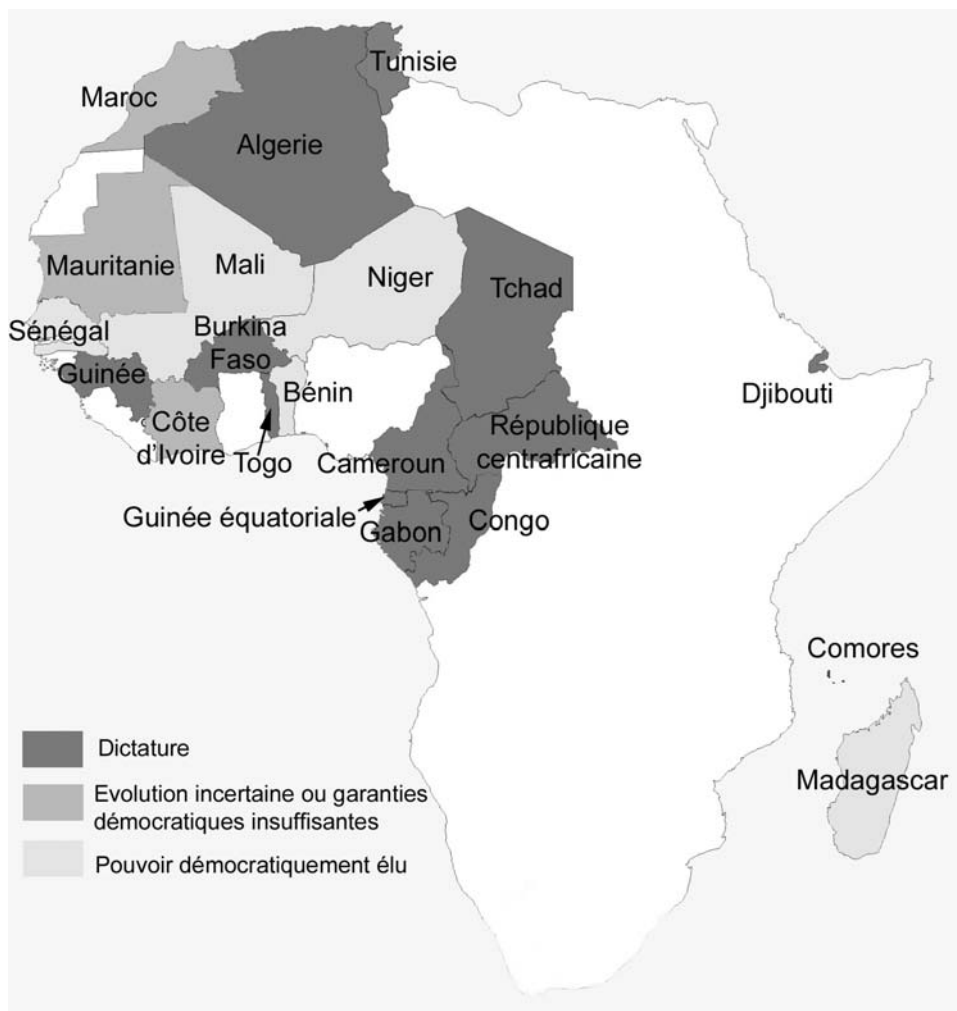 Tunisie
Maroc
Algerie
Mauritanie
Mali
Niger
Tchad
Sénégal
Burkina
Faso
Guinée
Bénin
Djibouti
Côte
d'Ivoire
Togo
Cameroun
République
centrafricaine
Guinée équatoriale
Gabon
Congo
Comores
Madagascar
Dictature
Evolution incertaine ou garanties
démocratiques insuffisantes
Pouvoir démocratiquement élu